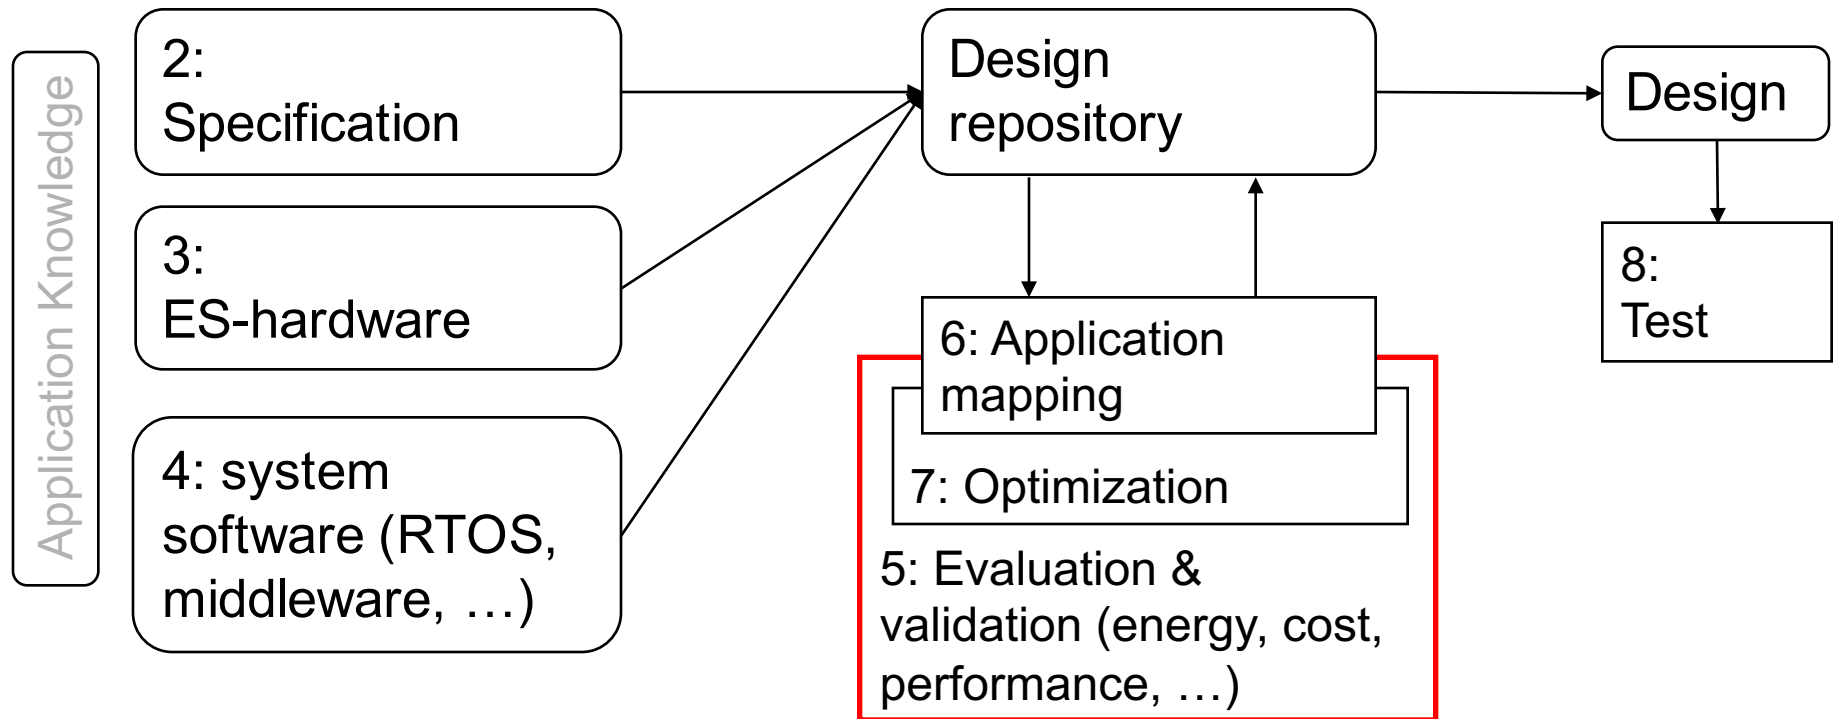 Application Knowledge
2:
Specification
3:
ES-hardware
4: system
software (RTOS,
middleware, …)
Design
repository
6: Application
mapping
7: Optimization
5: Evaluation &
validation (energy, cost,
performance, …)
Design
8:
Test